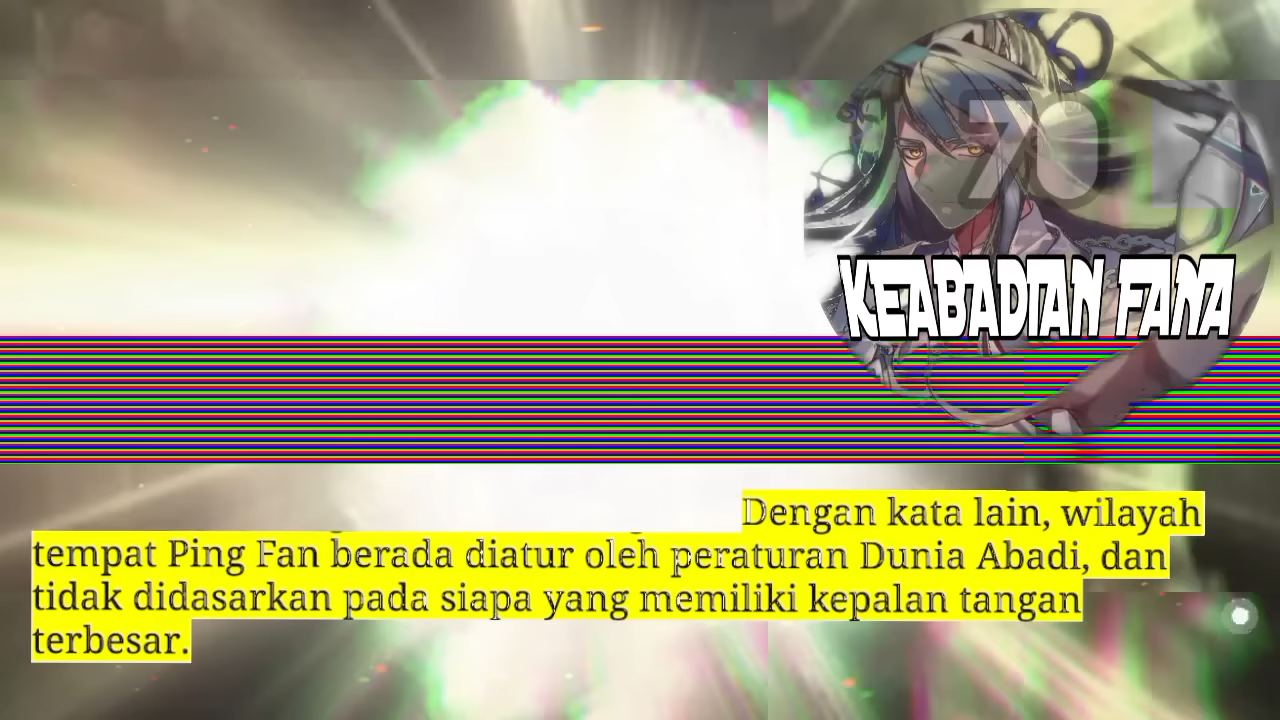 78
KEABADIAN FANA
Dengan kata lain, wilayah
tempat Ping Fan berada diatur oleh peraturan Dunia Abadi, dan
tidak didasarkan pada siapa yang memiliki kepalan tangan
terbesar.